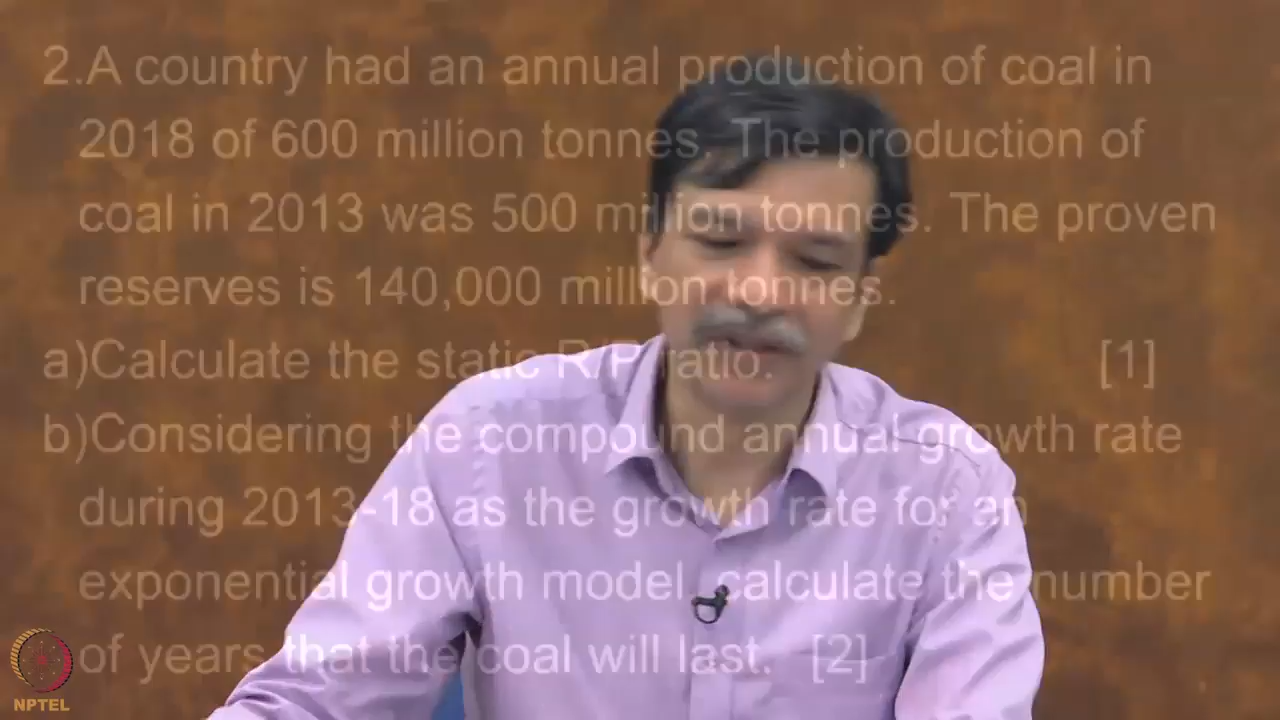 2.A country had an annual production of coal in
2018 of 600 million tonnes. The production of
coal in 2013 was 500 million tonnes. The proven
reserves is 140,000 million tonnes.
a)Calculate the static R/P ratio. [1]
b)Considering the compound annual growth rate
during 2013-18 as the growth rate for an
exponential growth model, calculate the number
of years that the coal will last. [2]
NPTEL